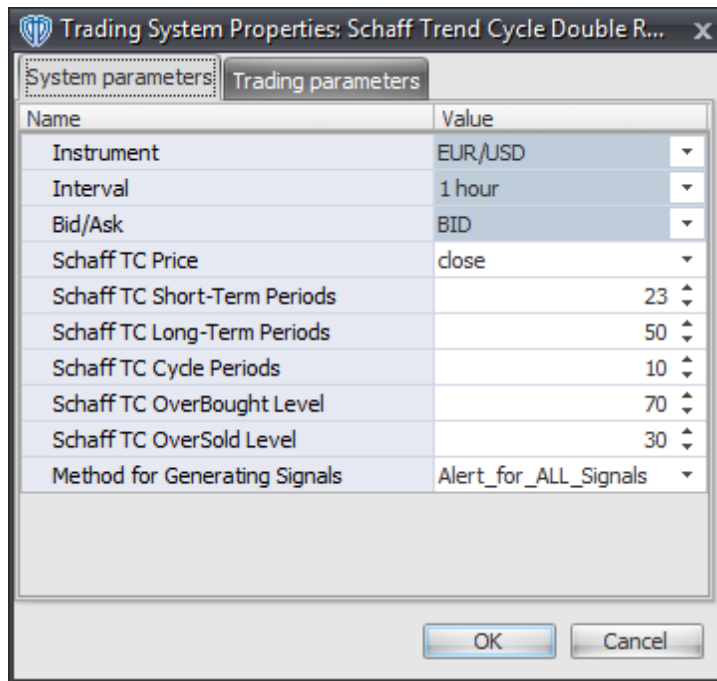 Trading System Properties: Schaff Trend Cycle Double R...
System parameters Trading parameters
Name Value
Instrument EUR/USD
Interval 1 hour
Bid/Ask BID
Schaff TC Price close
Schaff TC Short-Term Periods 23
Schaff TC Long-Term Periods 50
Schaff TC Cycle Periods 10
Schaff TC OverBought Level 70
Schaff TC OverSold Level 30
Method for Generating Signals Alert_for_ALL_Signals
OK Cancel